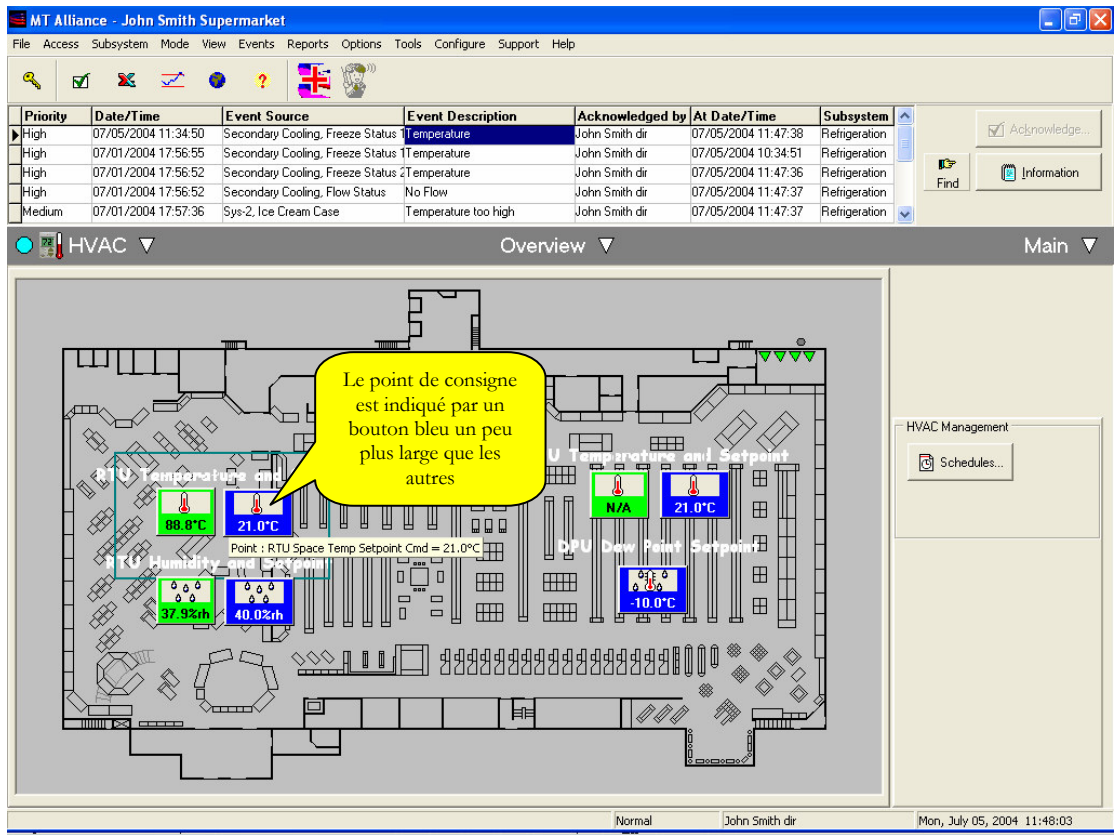 MT Alliance - John Smith Supermarket
File Access Subsystem Mode View Events Reports Options Tools Configure Support Help
Priority Date/Time Event Source Event Description Acknowledged by At Date/Time Subsystem
High 07/05/2004 11:34:50 Secondary Cooling, Freeze Status 1 Temperature John Smith dir 07/05/2004 11:47:38 Refrigeration
High 07/01/2004 17:56:55 Secondary Cooling, Freeze Status 1 Temperature John Smith dir 07/05/2004 10:34:51 Refrigeration
High 07/01/2004 17:56:52 Secondary Cooling, Freeze Status 2 Temperature John Smith dir 07/05/2004 11:47:36 Refrigeration
High 07/01/2004 17:56:52 Secondary Cooling, Flow Status No Flow John Smith dir 07/05/2004 11:47:37 Refrigeration
Medium 07/01/2004 17:57:36 Sys-2, Ice Cream Case Temperature too high John Smith dir 07/05/2004 11:47:37 Refrigeration
Acknowledge...
Find
Information
72
HVAC Overview Main
Le point de consigne
est indiqué par un
bouton bleu un peu
plus large que les
autres
RTU Temperature and
U Temperature and Setpoint
88.8°C 21.0°C
N/A 21.0°C
Point : RTU Space Temp Setpoint Cmd = 21.0°C
RTU Humidity and Setpoint
DPU Dew Point Setpoint
37.9%rh 40.0%rh
-10.0°C
HVAC Management
Schedules...
Normal John Smith dir Mon, July 05, 2004 11:48:03